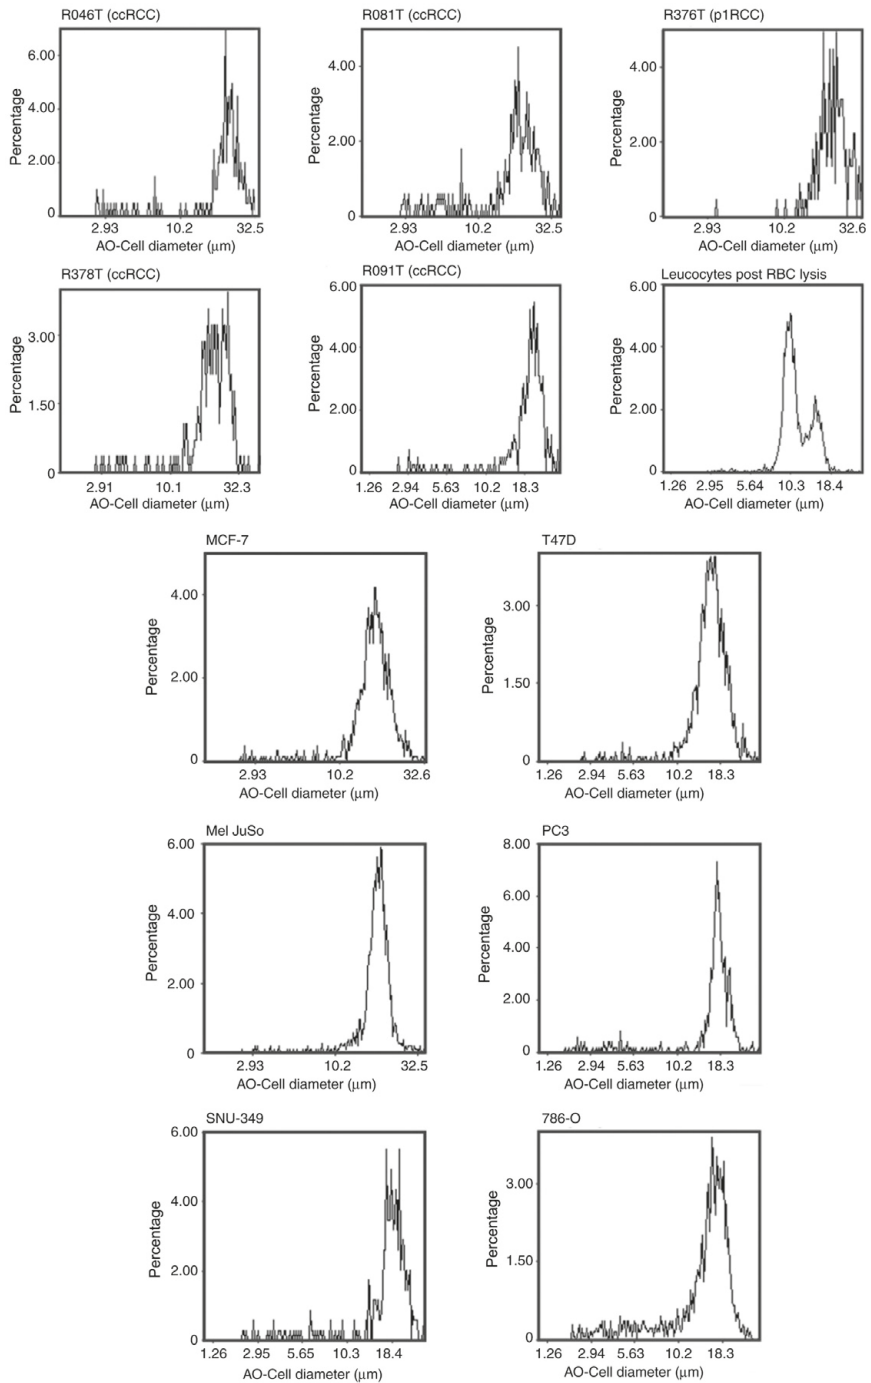 R046T (ccRCC)
Percentage
6.00
4.00
2.00
0
2.93 10.2 32.5
AO-Cell diameter (μm)
R081T (ccRCC)
Percentage
4.00
2.00
0
2.93 10.2 32.5
AO-Cell diameter (μm)
R376T (p1RCC)
Percentage
4.00
2.00
0
2.93 10.2 32.6
AO-Cell diameter (μm)
R378T (ccRCC)
Percentage
3.00
1.50
0
2.91 10.1 32.3
AO-Cell diameter (μm)
R091T (ccRCC)
Percentage
6.00
4.00
2.00
0
1.26 2.94 5.63 10.2 18.3
AO-Cell diameter (μm)
Leucocytes post RBC lysis
Percentage
6.00
4.00
2.00
0
1.26 2.95 5.64 10.3 18.4
AO-Cell diameter (μm)
MCF-7
Percentage
4.00
2.00
0
2.93 10.2 32.6
AO-Cell diameter (μm)
T47D
Percentage
3.00
1.50
0
1.26 2.94 5.63 10.2 18.3
AO-Cell diameter (μm)
Mel JuSo
Percentage
6.00
4.00
2.00
0
2.93 10.2 32.5
AO-Cell diameter (μm)
PC3
Percentage
8.00
6.00
4.00
2.00
0
1.26 2.94 5.63 10.2 18.3
AO-Cell diameter (μm)
SNU-349
Percentage
6.00
4.00
2.00
0
1.26 2.95 5.65 10.3 18.4
AO-Cell diameter (μm)
786-O
Percentage
3.00
1.50
0
1.26 2.94 5.63 10.2 18.3
AO-Cell diameter (μm)